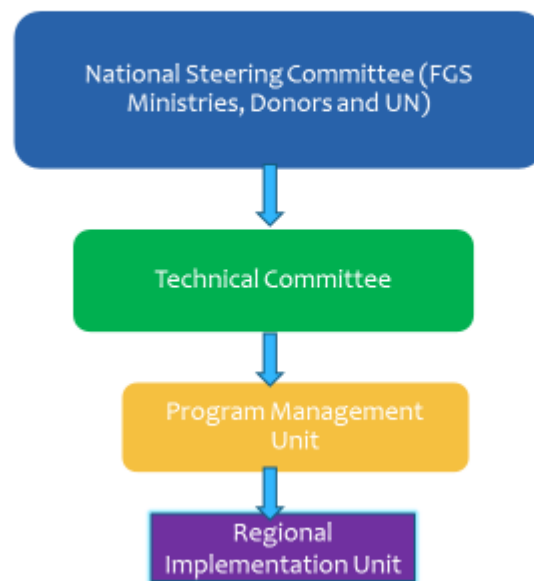 National Steering Committee (FGS
Ministries, Donors and UN)
Technical Committee
Program Management
Unit
Regional
Implementation Unit